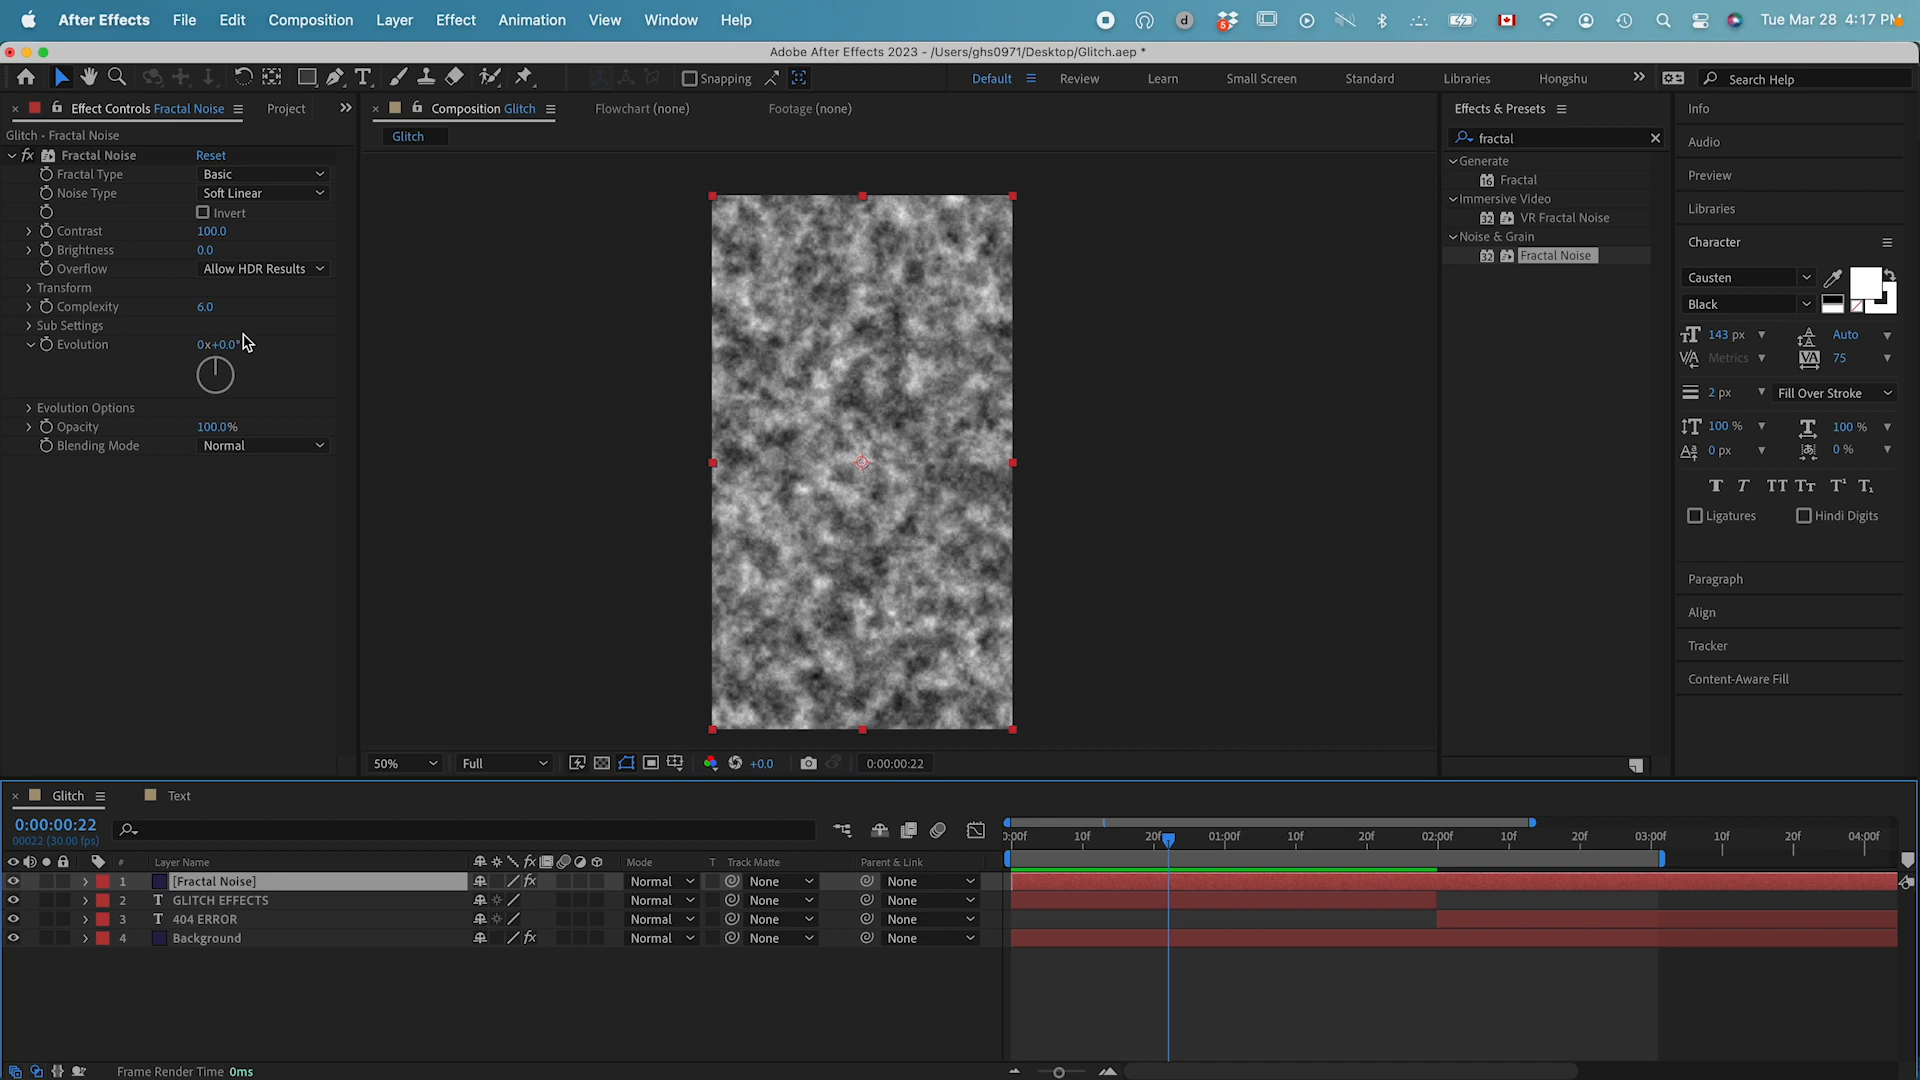 After Effects File Edit Composition Layer Effect Animation View Window Help d 5 Tue Mar 28 4:17 PM
Adobe After Effects 2023 - /Users/ghs0971/Desktop/Glitch.aep *
Snapping Default Review Learn Small Screen Standard Libraries Hongshu Search Help
Effect Controls Fractal Noise Project Composition Glitch Flowchart (none) Footage (none) Effects & Presets Info
Glitch • Fractal Noise Glitch fractal Audio
fx Fractal Noise Reset Generate
Fractal Type Basic Fractal Preview
Noise Type Soft Linear Immersive Video
Invert VR Fractal Noise Libraries
Contrast 100.0 Noise & Grain Character
Brightness 0.0 Fractal Noise
Overflow Allow HDR Results Causten
Transform
Complexity 6.0 Black
Sub Settings
Evolution 0x+0.0° 143 px Auto
Metrics 75
2 px Fill Over Stroke
Evolution Options
Opacity 100.0% 100 % 100 %
Blending Mode Normal 0 px 0 %
T T TT Tт T¹ T₁
Ligatures Hindi Digits
Paragraph
Align
Tracker
Content-Aware Fill
50% Full +0.0 0:00:00:22
Glitch Text
0:00:00:22
00022 (30.00 fps) 0:00f 10f 20f 01:00f 10f 20f 02:00f 10f 20f 03:00f 10f 20f 04:00f
# Layer Name fx Mode T Track Matte Parent & Link
1 [Fractal Noise] fx Normal None None
2 T GLITCH EFFECTS Normal None None
3 T 404 ERROR Normal None None
4 Background fx Normal None None
Frame Render Time 0ms